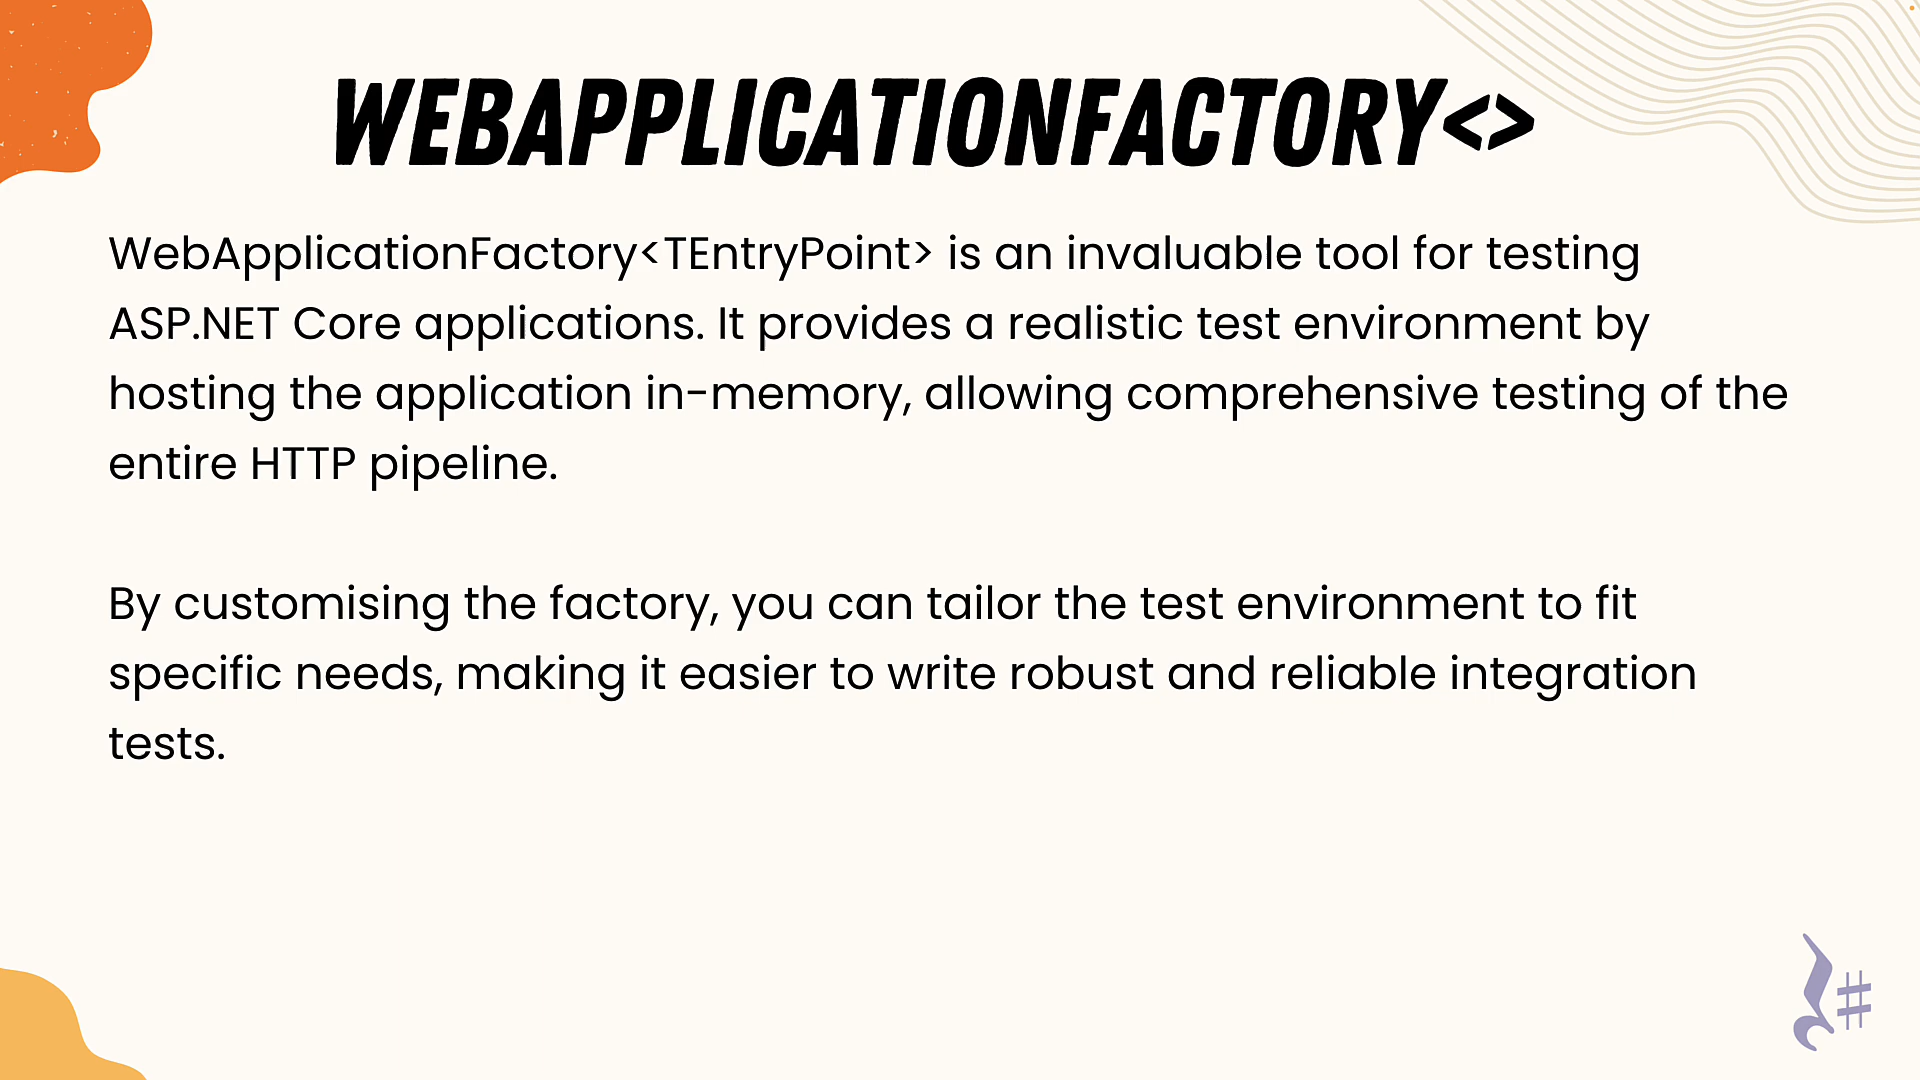 WEBAPPLICATIONFACTORY<>
WebApplicationFactory<TEntryPoint> is an invaluable tool for testing
ASP.NET Core applications. It provides a realistic test environment by
hosting the application in-memory, allowing comprehensive testing of the
entire HTTP pipeline.
By customising the factory, you can tailor the test environment to fit
specific needs, making it easier to write robust and reliable integration
tests.